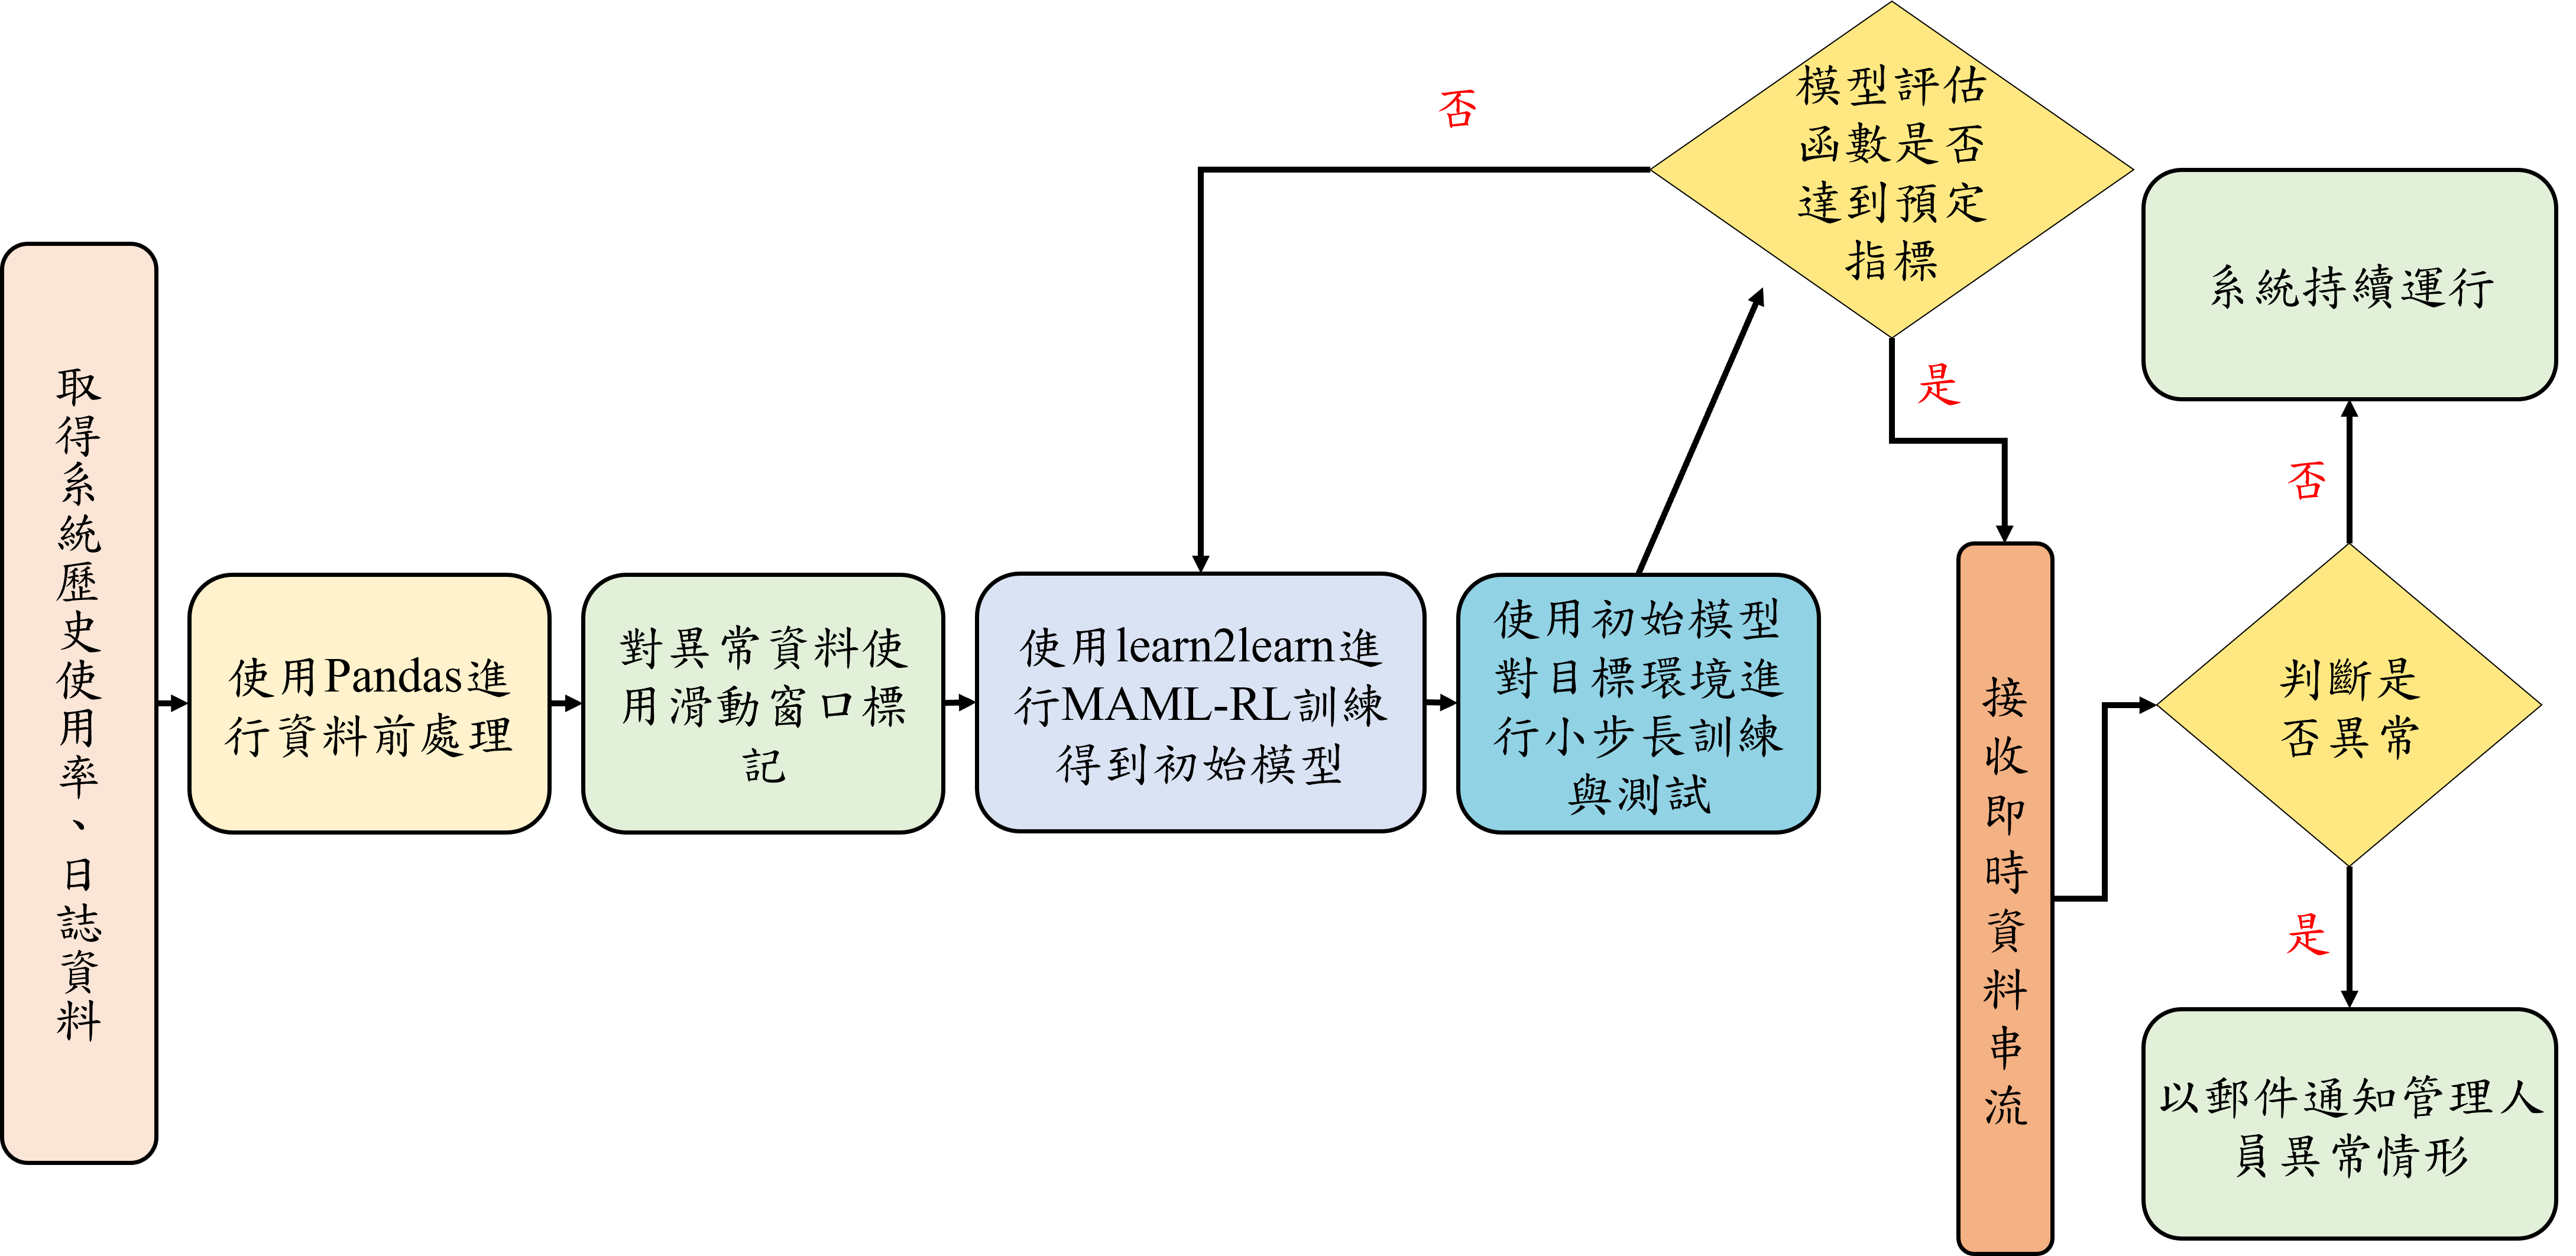 取得系統歷史使用率、日誌資料
使用Pandas進
行資料前處理
對異常資料使
用滑動窗口標
記
使用learn2learn進
行MAML-RL訓練
得到初始模型
使用初始模型
對目標環境進
行小步長訓練
與測試
模型評估
函數是否
達到預定
指標
否
是
接收即時資料串流
判斷是
否異常
否
系統持續運行
是
以郵件通知管理人
員異常情形